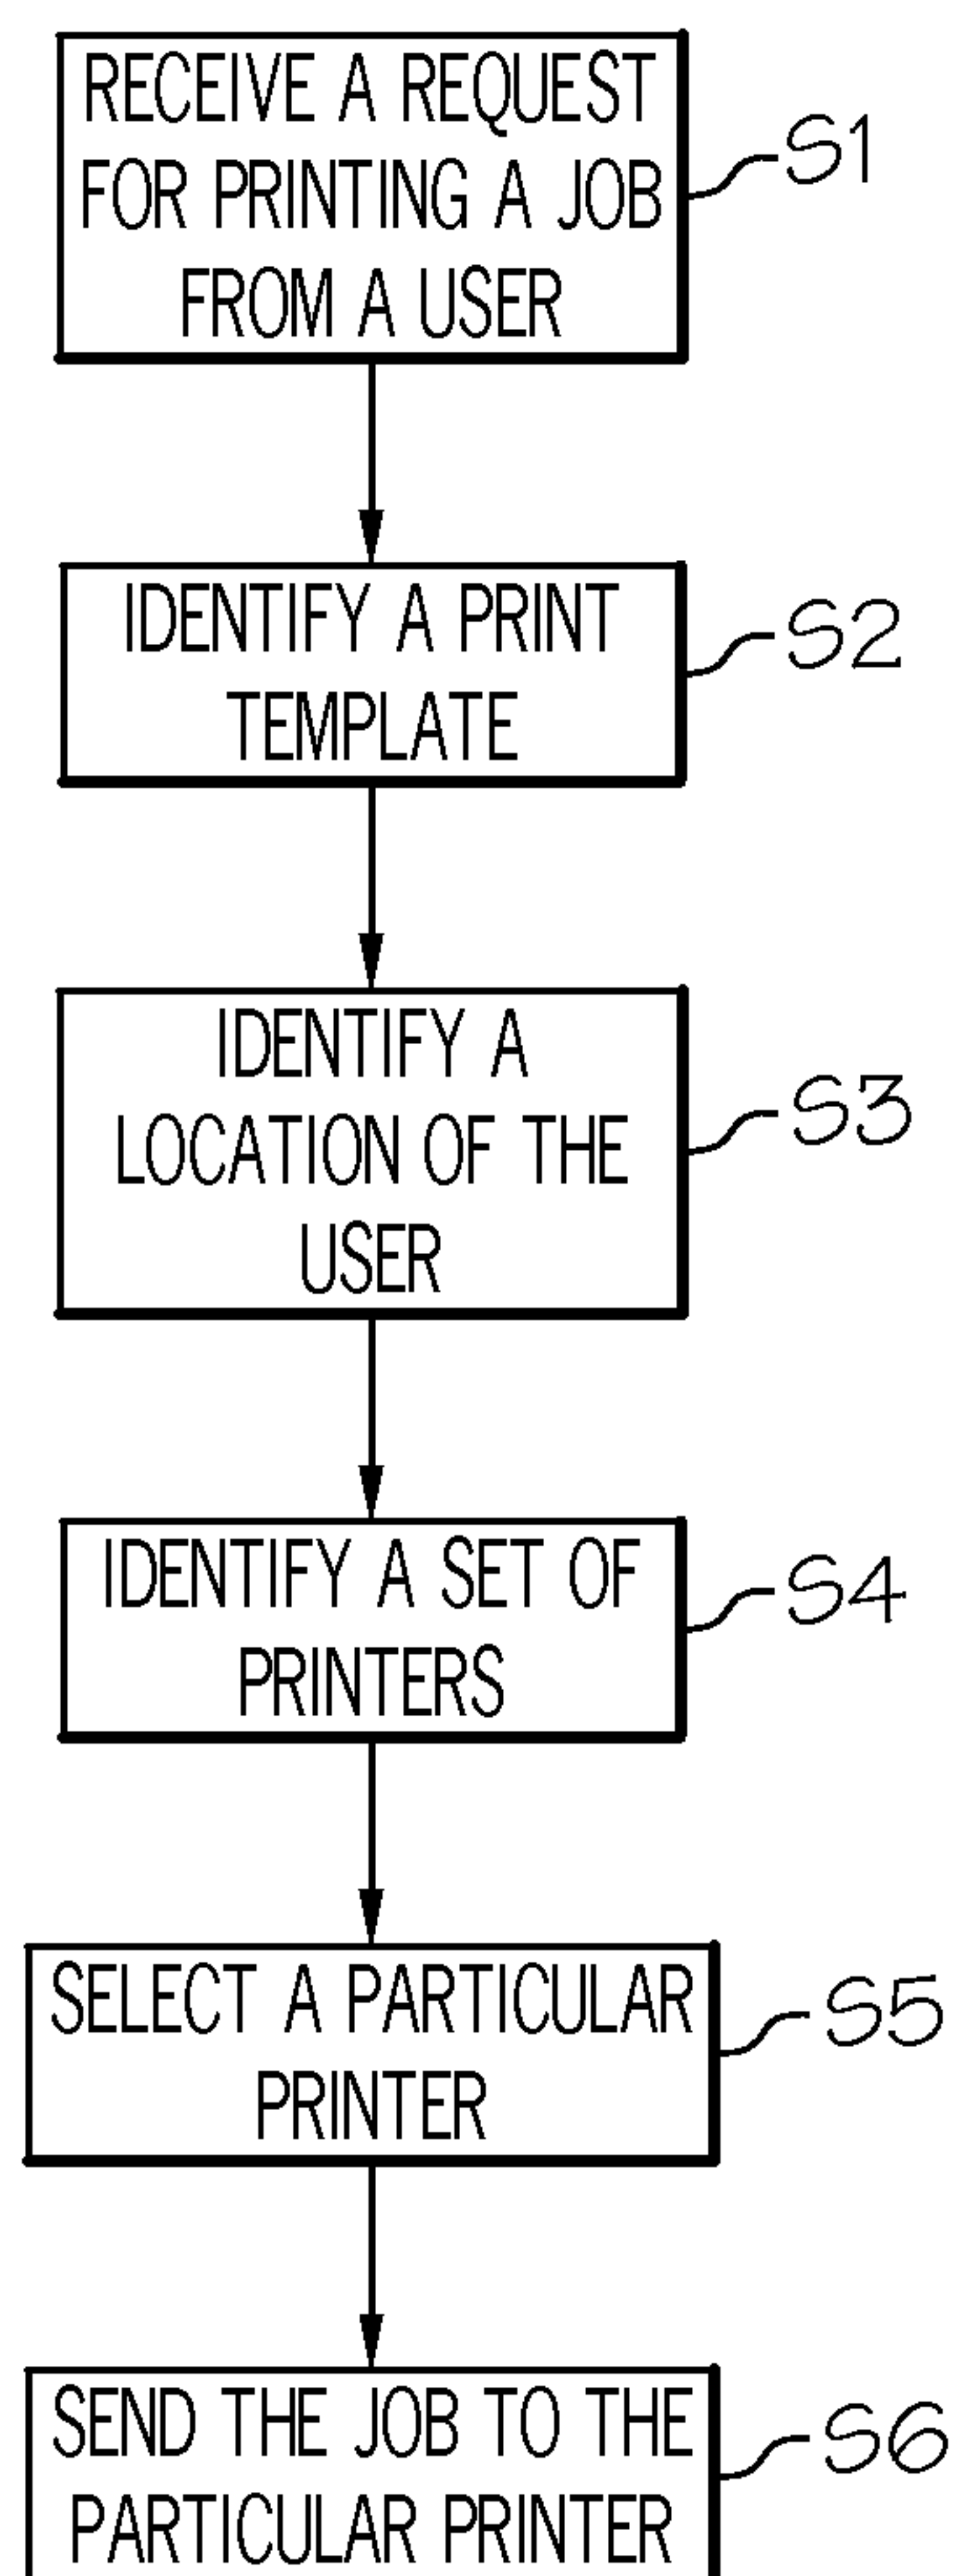 RECEIVE A REQUEST
FOR PRINTING A JOB
FROM A USER
S1
IDENTIFY A PRINT
TEMPLATE
S2
IDENTIFY A
LOCATION OF THE
USER
S3
IDENTIFY A SET OF
PRINTERS
S4
SELECT A PARTICULAR
PRINTER
S5
SEND THE JOB TO THE
PARTICULAR PRINTER
S6